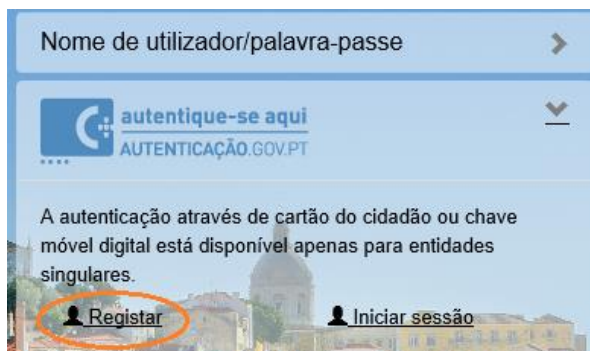 Nome de utilizador/palavra-passe
autentique-se aqui
AUTENTICAÇÃO.GOV.PT
A autenticação através de cartão do cidadão ou chave
móvel digital está disponível apenas para entidades
singulares.
Registar Iniciar sessão